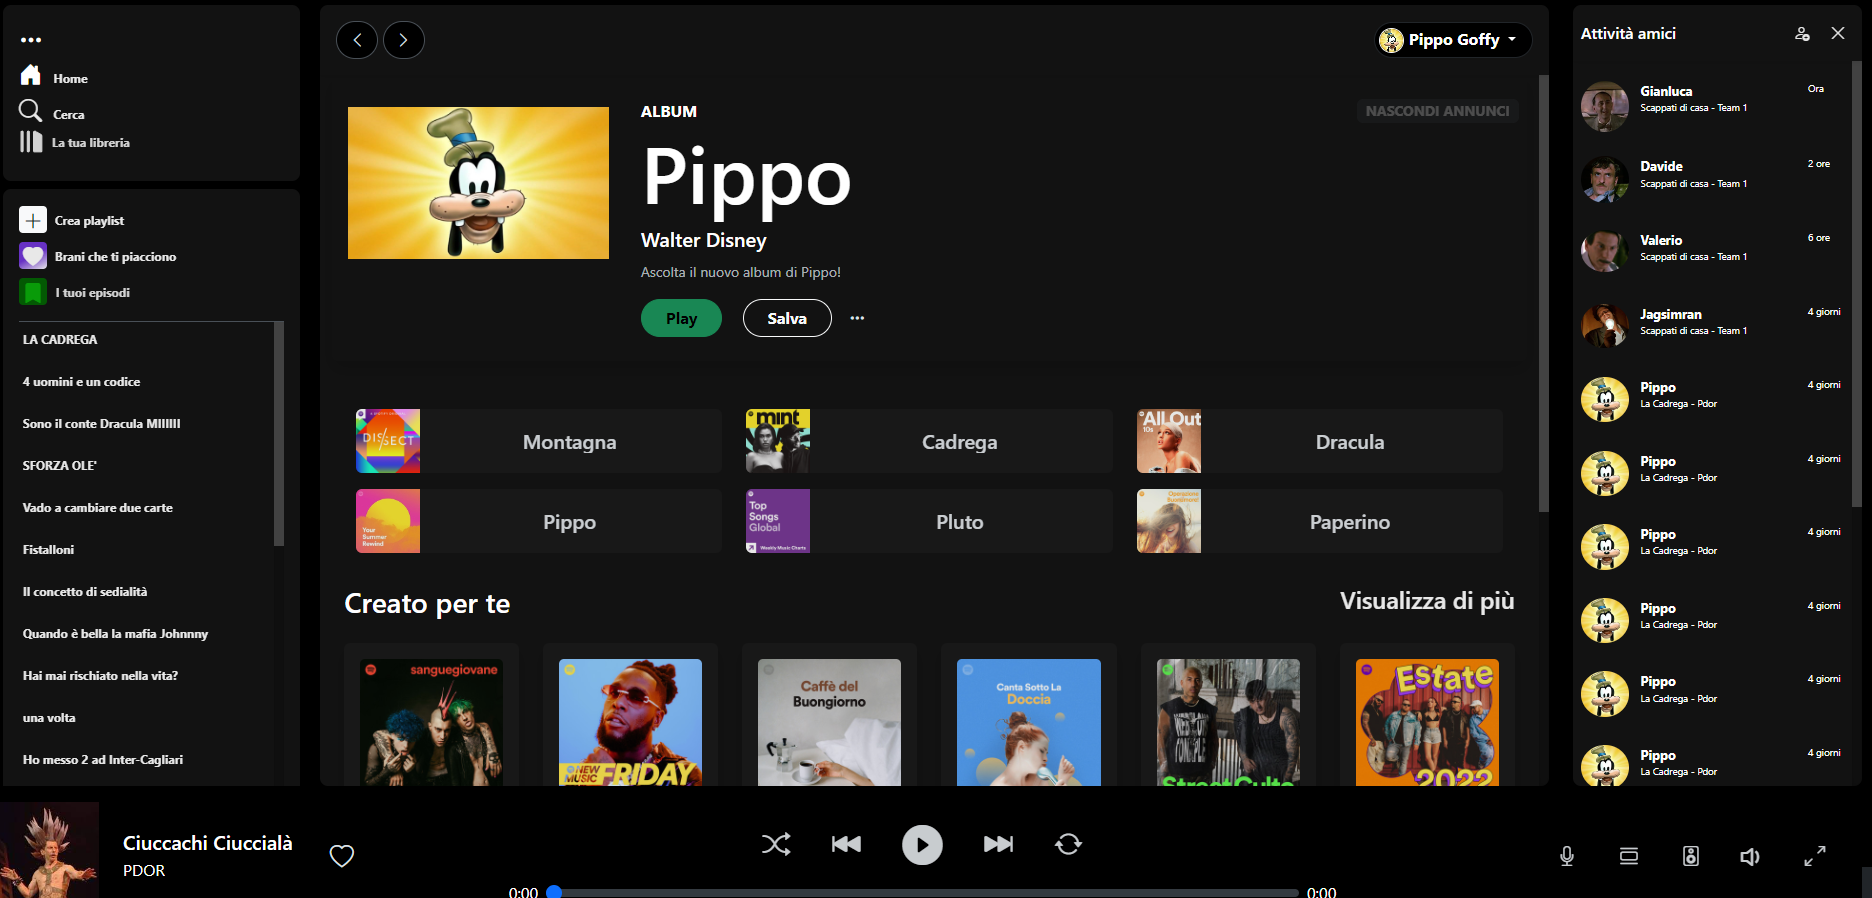 Home
Cerca
La tua libreria
Crea playlist
Brani che ti piacciono
I tuoi episodi
LA CADREGA
4 uomini e un codice
Sono il conte Dracula MIIIIII
SFORZA OLE'
Vado a cambiare due carte
Fistalloni
Il concetto di sedialità
Quando è bella la mafia Johnnny
Hai mai rischiato nella vita?
una volta
Ho messo 2 ad Inter-Cagliari
Pippo Goffy
ALBUM
NASCONDI ANNUNCI
Pippo
Walter Disney
Ascolta il nuovo album di Pippo!
Play
Salva
DISSECT
Montagna
mint
Cadrega
All Out
10s
Dracula
Your
Summer
Rewind
Pippo
Top
Songs
Global
Weekly Music Charts
Pluto
Operazione
Buonumore!
Paperino
Creato per te
Visualizza di più
sanguegiovane
NEW
MUSIC
FRIDAY
Caffè del
Buongiorno
Canta Sotto La
Doccia
Street Culto
Estate
2022
Attività amici
Gianluca
Ora
Scappati di casa - Team 1
Davide
2 ore
Scappati di casa - Team 1
Valerio
6 ore
Scappati di casa - Team 1
Jagsimran
4 giorni
Scappati di casa - Team 1
Pippo
4 giorni
La Cadrega - Pdor
Pippo
4 giorni
La Cadrega - Pdor
Pippo
4 giorni
La Cadrega - Pdor
Pippo
4 giorni
La Cadrega - Pdor
Pippo
4 giorni
La Cadrega - Pdor
Pippo
4 giorni
La Cadrega - Pdor
Ciuccachi Ciuccialà
PDOR
0:00
0:00